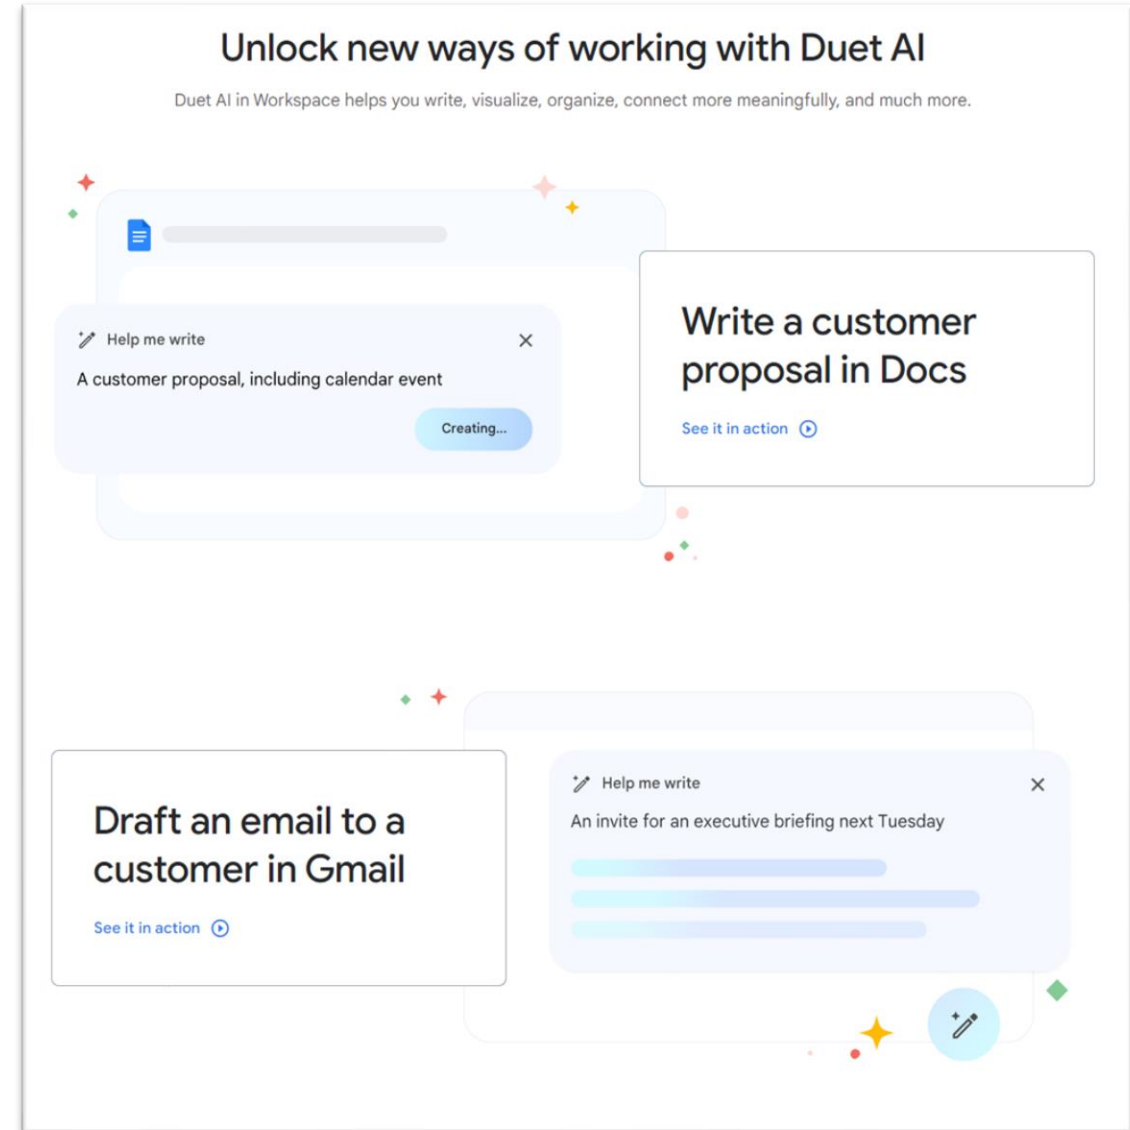 Unlock new ways of working with Duet AI
Duet AI in Workspace helps you write, visualize, organize, connect more meaningfully, and much more.
Help me write
A customer proposal, including calendar event
Creating...
Write a customer
proposal in Docs
See it in action
Draft an email to a
customer in Gmail
See it in action
Help me write
An invite for an executive briefing next Tuesday